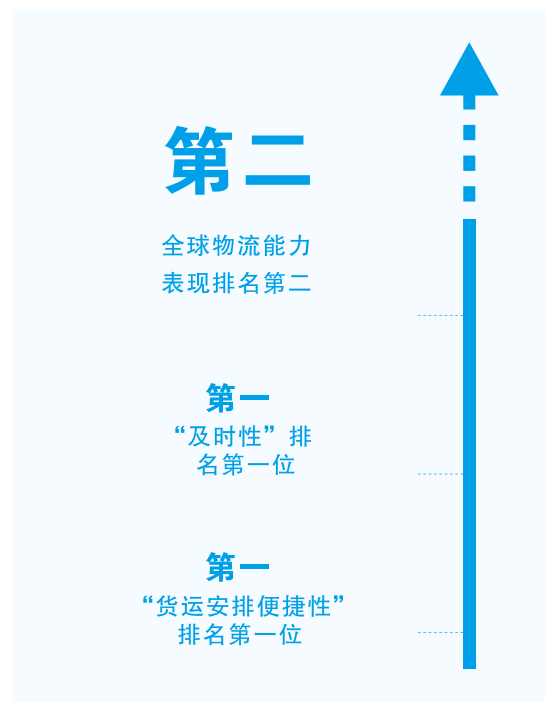 第二
全球物流能力
表现排名第二
第一
“及时性”排
名第一位
第一
“货运安排便捷性”
排名第一位